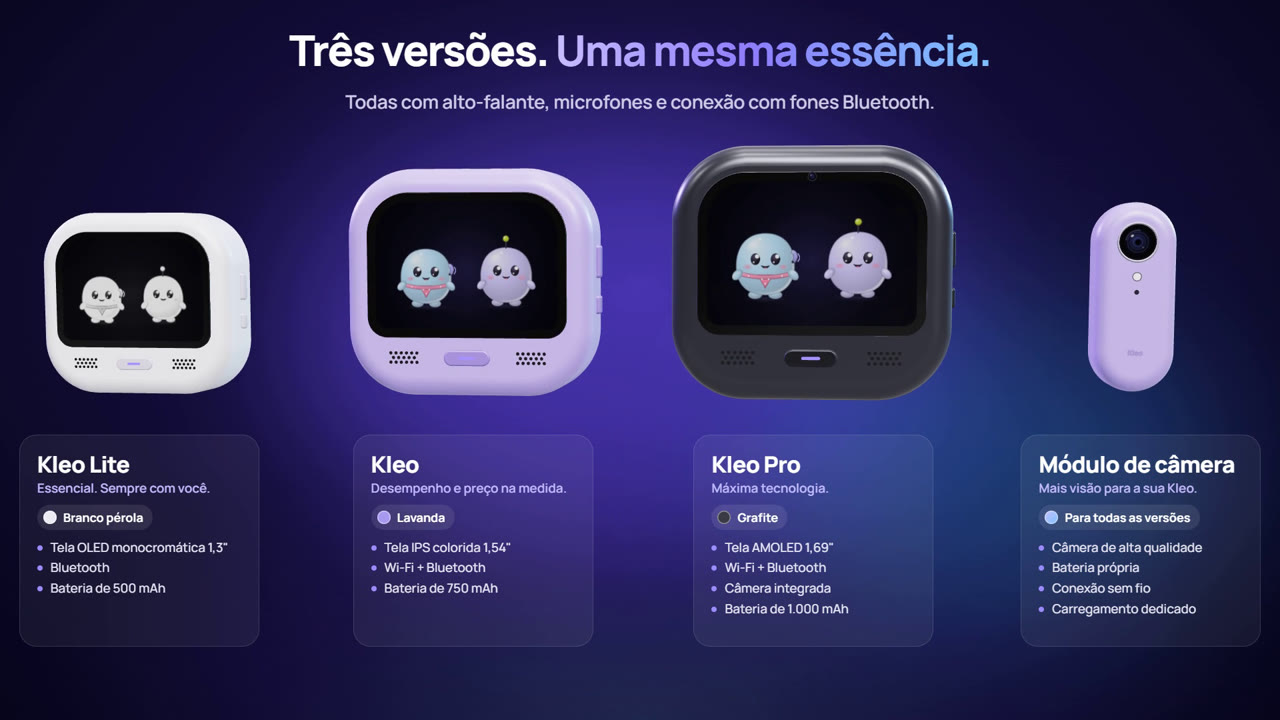 Três versões. Uma mesma essência.
Todas com alto-falante, microfones e conexão com fones Bluetooth.
Kleo
Kleo Lite
Essencial. Sempre com você.
Branco pérola
Tela OLED monocromática 1,3"
Bluetooth
Bateria de 500 mAh
Kleo
Desempenho e preço na medida.
Lavanda
Tela IPS colorida 1,54"
Wi-Fi + Bluetooth
Bateria de 750 mAh
Kleo Pro
Máxima tecnologia.
Grafite
Tela AMOLED 1,69"
Wi-Fi + Bluetooth
Câmera integrada
Bateria de 1.000 mAh
Módulo de câmera
Mais visão para a sua Kleo.
Para todas as versões
Câmera de alta qualidade
Bateria própria
Conexão sem fio
Carregamento dedicado